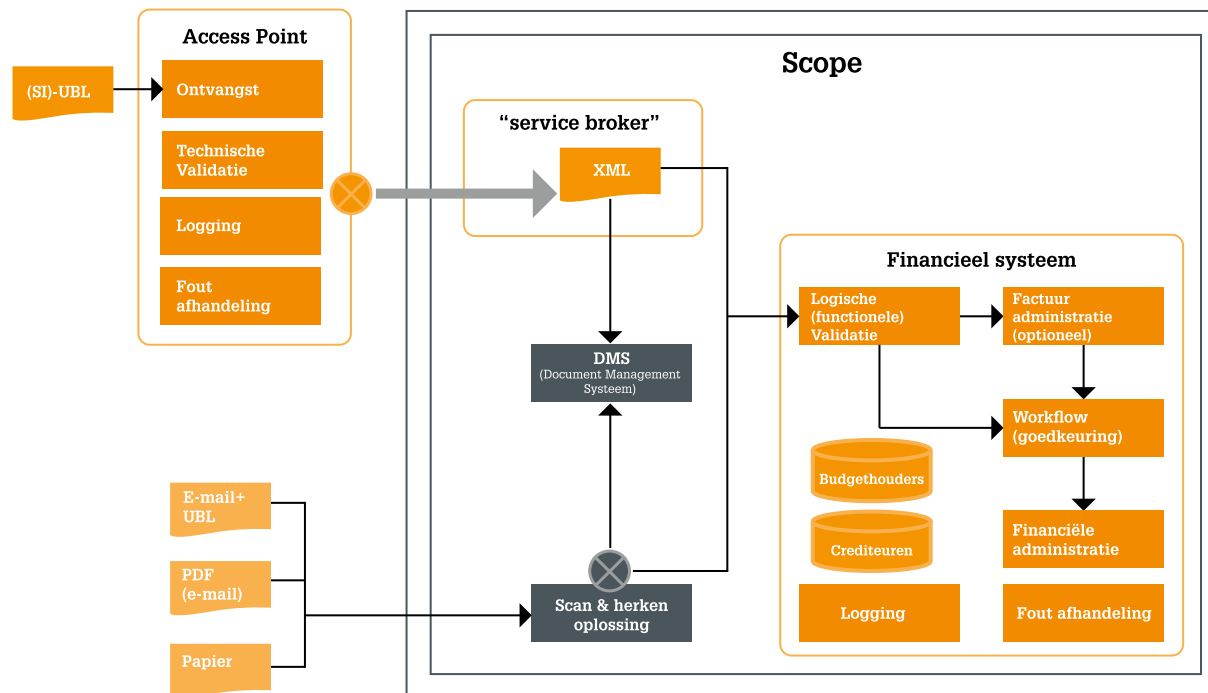 Access Point
(SI)-UBL
Ontvangst
Technische
Validatie
Logging
Fout
afhandeling
Scope
“service broker”
XML
DMS
(Document Management
Systeem)
Financieel systeem
Logische
(functionele)
Validatie
Factuur
administratie
(optioneel)
Workflow
(goedkeuring)
Budgethouders
Crediteuren
Financiële
administratie
Logging
Fout afhandeling
E-mail+
UBL
PDF
(e-mail)
Papier
Scan & herken
oplossing